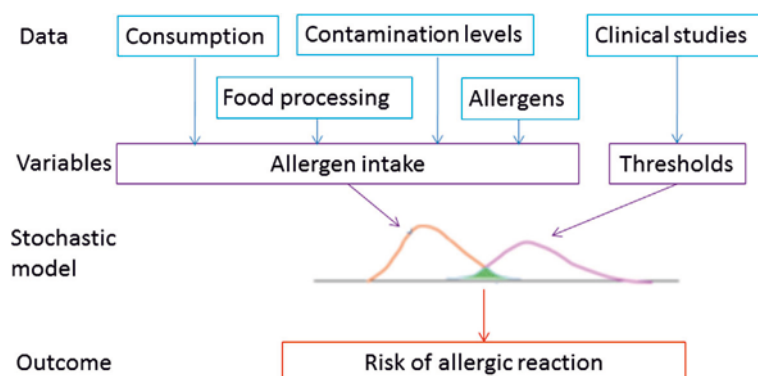 Data
Consumption
Contamination levels
Clinical studies
Food processing
Allergens
Variables
Allergen intake
Thresholds
Stochastic
model
Outcome
Risk of allergic reaction